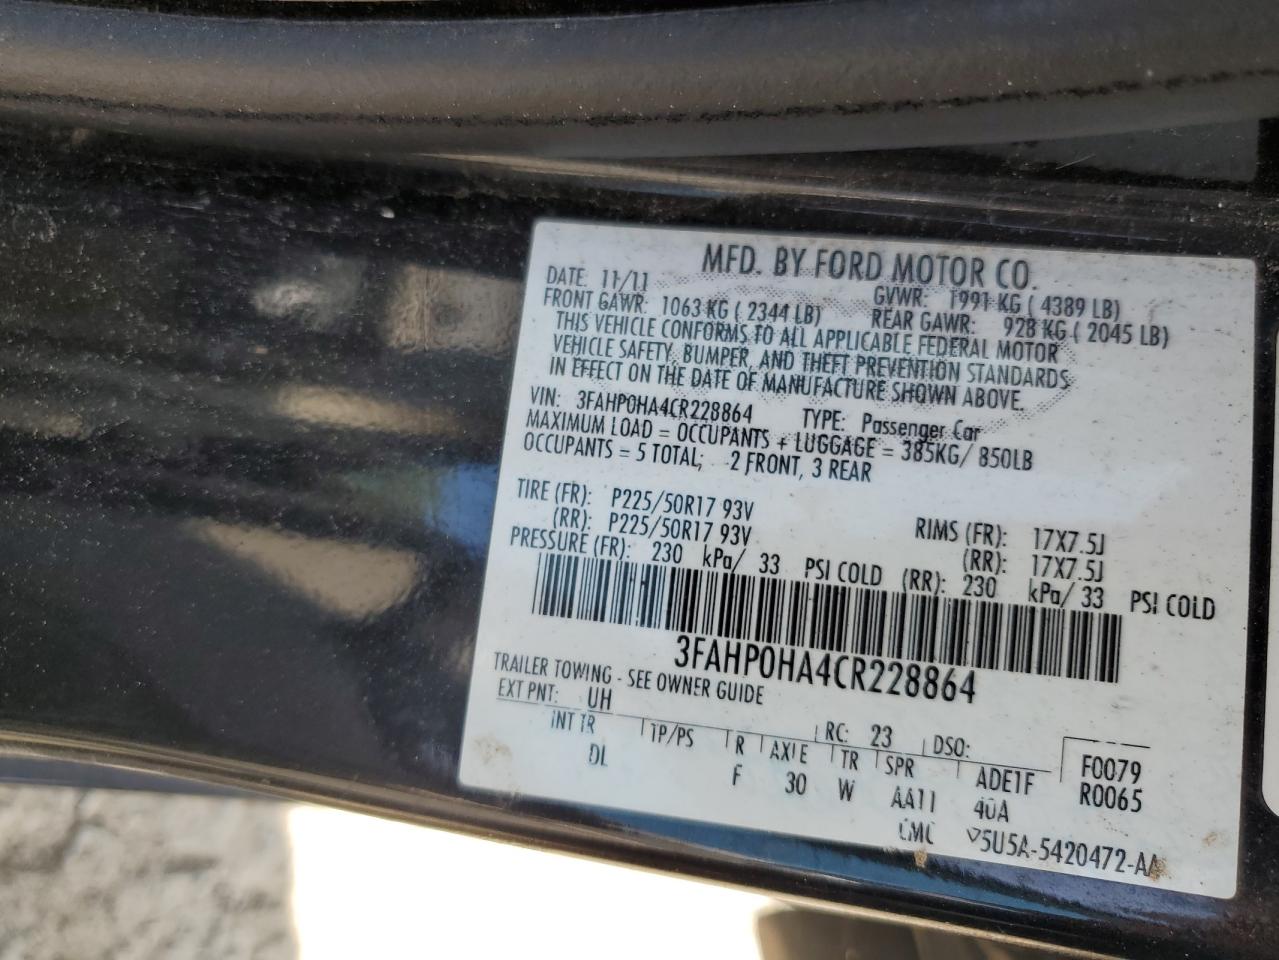 MFD. BY FORD MOTOR CO.
DATE: 11/11 GVWR: 1991 KG ( 4389 LB)
FRONT GAWR: 1063 KG ( 2344 LB) REAR GAWR: 928 KG ( 2045 LB)
THIS VEHICLE CONFORMS TO ALL APPLICABLE FEDERAL MOTOR
VEHICLE SAFETY, BUMPER, AND THEFT PREVENTION STANDARDS
IN EFFECT ON THE DATE OF MANUFACTURE SHOWN ABOVE.
VIN: 3FAHP0HA4CR228864 TYPE: Passenger Car
MAXIMUM LOAD = OCCUPANTS + LUGGAGE = 385KG/ 850LB
OCCUPANTS = 5 TOTAL; 2 FRONT, 3 REAR
TIRE (FR): P225/50R17 93V RIMS (FR): 17X7.5J
(RR): P225/50R17 93V (RR): 17X7.5J
PRESSURE (FR): 230 kPa/ 33 PSI COLD (RR): 230 kPa/ 33 PSI COLD
3FAHP0HA4CR228864
TRAILER TOWING - SEE OWNER GUIDE
EXT PNT: UH RC: 23 DSO: F0079
INT TR TP/PS R AXLE TR SPR ADE1F R0065
DL F 30 W AA11 40A
CMC 5U5A-5420472-AA